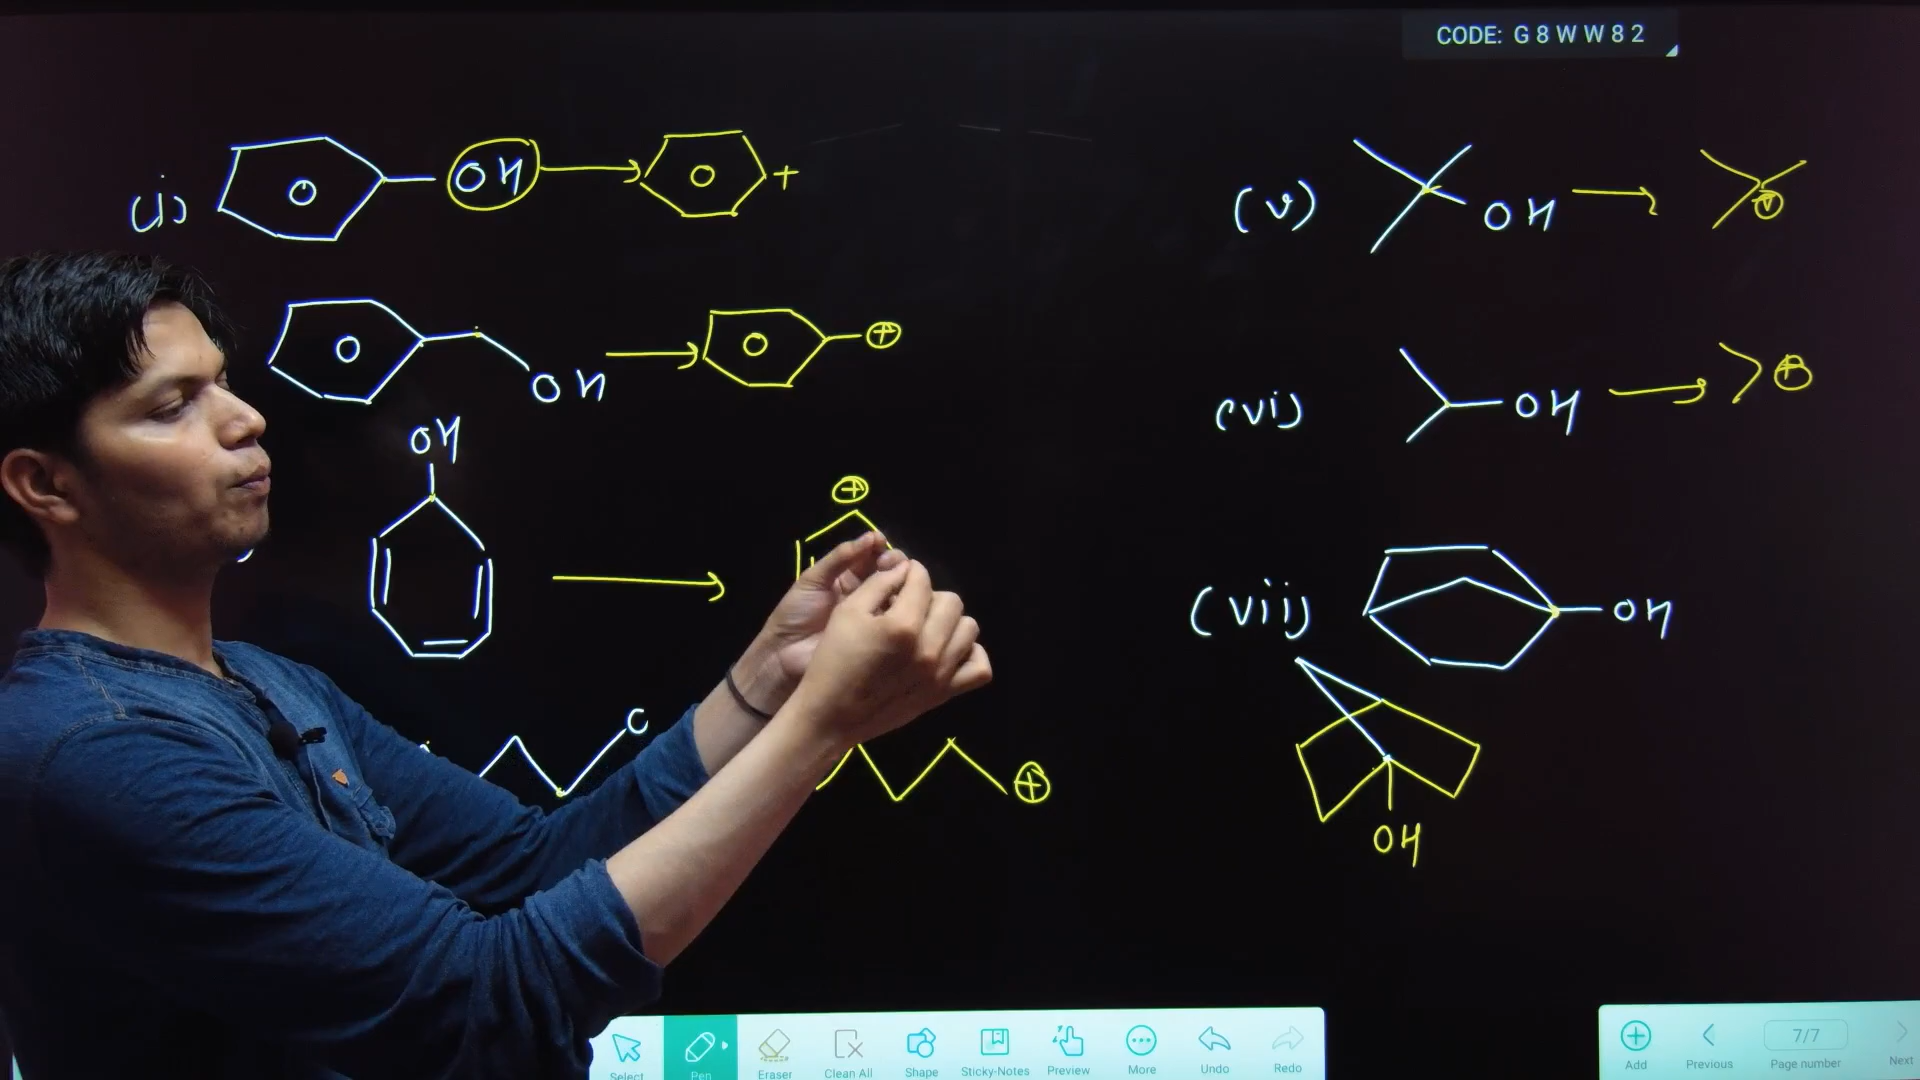 CODE: G8WW82
(i)
OH
+
OH
+
OH
+
C
+
(v)
OH
+
(vi)
OH
+
(vii)
OH
OH
Select
Pen
Eraser
Clean All
Shape
Sticky-Notes
Preview
More
Undo
Redo
Add
Previous
7/7
Page number
Next